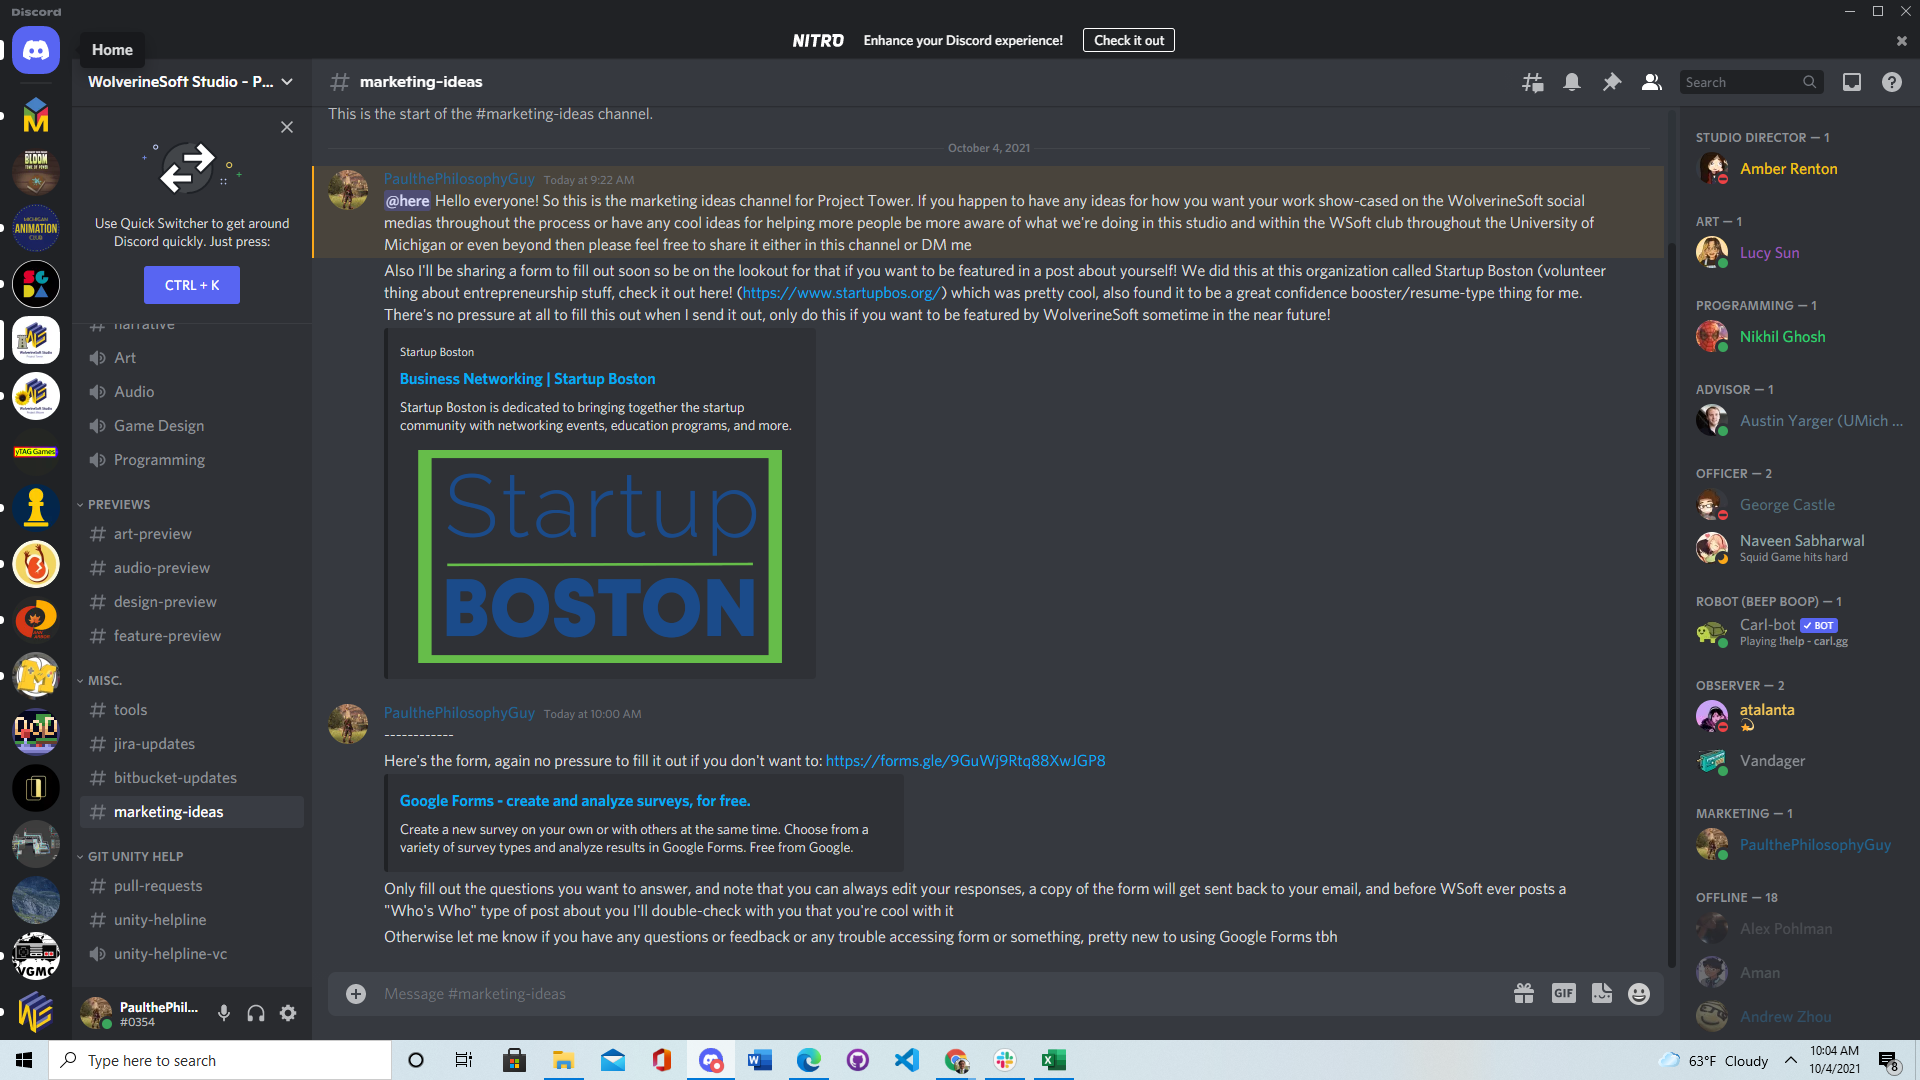 Discord
NITRO Enhance your Discord experience! Check it out
Home
WolverineSoft Studio - P...
Use Quick Switcher to get around
Discord quickly. Just press:
CTRL + K
narrative
Art
Audio
Game Design
Programming
PREVIEWS
art-preview
audio-preview
design-preview
feature-preview
MISC.
tools
jira-updates
bitbucket-updates
marketing-ideas
GIT UNITY HELP
pull-requests
unity-helpline
unity-helpline-vc
PaulthePhil...
#0354
BLOOM
MICHIGAN
ANIMATION
CLUB
yTAG Games
VGMC
marketing-ideas
Search
This is the start of the #marketing-ideas channel.
October 4, 2021
PaulthePhilosophyGuy Today at 9:22 AM
@here Hello everyone! So this is the marketing ideas channel for Project Tower. If you happen to have any ideas for how you want your work show-cased on the WolverineSoft social
medias throughout the process or have any cool ideas for helping more people be more aware of what we're doing in this studio and within the WSoft club throughout the University of
Michigan or even beyond then please feel free to share it either in this channel or DM me
Also I'll be sharing a form to fill out soon so be on the lookout for that if you want to be featured in a post about yourself! We did this at this organization called Startup Boston (volunteer
thing about entrepreneurship stuff, check it out here! (https://www.startupbos.org/) which was pretty cool, also found it to be a great confidence booster/resume-type thing for me.
There's no pressure at all to fill this out when I send it out, only do this if you want to be featured by WolverineSoft sometime in the near future!
Startup Boston
Business Networking | Startup Boston
Startup Boston is dedicated to bringing together the startup
community with networking events, education programs, and more.
Startup
BOSTON
PaulthePhilosophyGuy Today at 10:00 AM
------------
Here's the form, again no pressure to fill it out if you don't want to: https://forms.gle/9GuWj9Rtq88XwJGP8
Google Forms - create and analyze surveys, for free.
Create a new survey on your own or with others at the same time. Choose from a
variety of survey types and analyze results in Google Forms. Free from Google.
Only fill out the questions you want to answer, and note that you can always edit your responses, a copy of the form will get sent back to your email, and before WSoft ever posts a
"Who's Who" type of post about you I'll double-check with you that you're cool with it
Otherwise let me know if you have any questions or feedback or any trouble accessing form or something, pretty new to using Google Forms tbh
Message #marketing-ideas
GIF
STUDIO DIRECTOR — 1
Amber Renton
ART — 1
Lucy Sun
PROGRAMMING — 1
Nikhil Ghosh
ADVISOR — 1
Austin Yarger (UMich ...
OFFICER — 2
George Castle
Naveen Sabharwal
Squid Game hits hard
ROBOT (BEEP BOOP) — 1
Carl-bot BOT
Playing !help - carl.gg
OBSERVER — 2
atalanta
Vandager
MARKETING — 1
PaulthePhilosophyGuy
OFFLINE — 18
Alex Pohlman
Aman
Andrew Zhou
Type here to search
63°F Cloudy
10:04 AM
10/4/2021
8